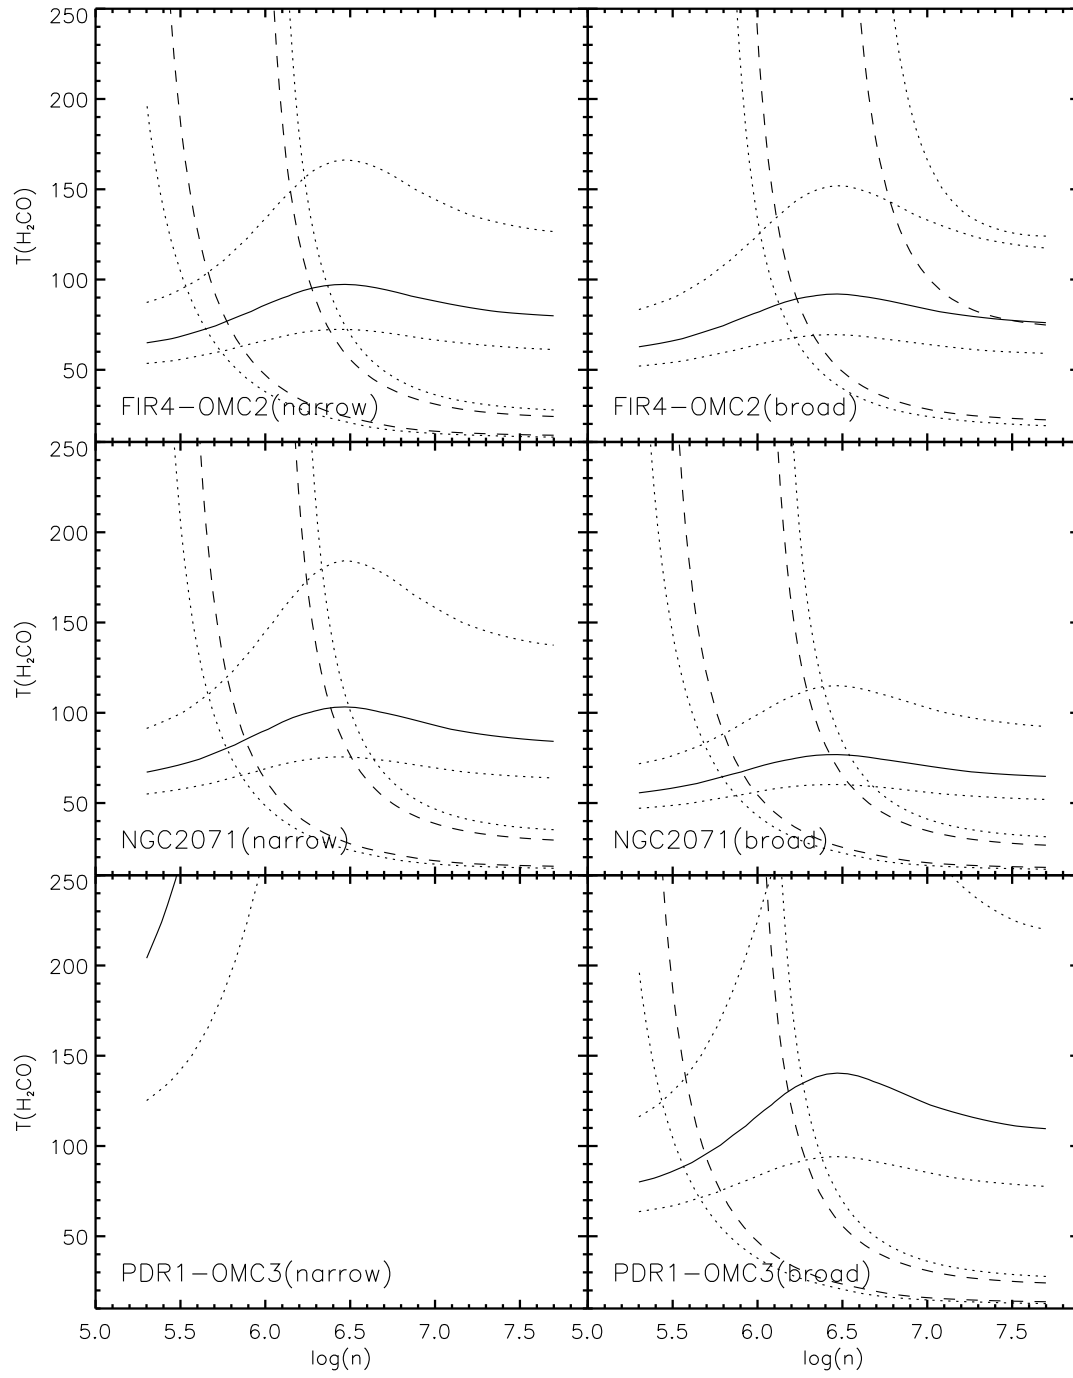 250
200
150
100
50
T(H₂CO)
FIR4-OMC2(narrow)
FIR4-OMC2(broad)
250
200
150
100
50
T(H₂CO)
NGC2071(narrow)
NGC2071(broad)
250
200
150
100
50
T(H₂CO)
PDR1-OMC3(narrow)
PDR1-OMC3(broad)
5.0 5.5 6.0 6.5 7.0 7.5 5.0 5.5 6.0 6.5 7.0 7.5
log(n) log(n)